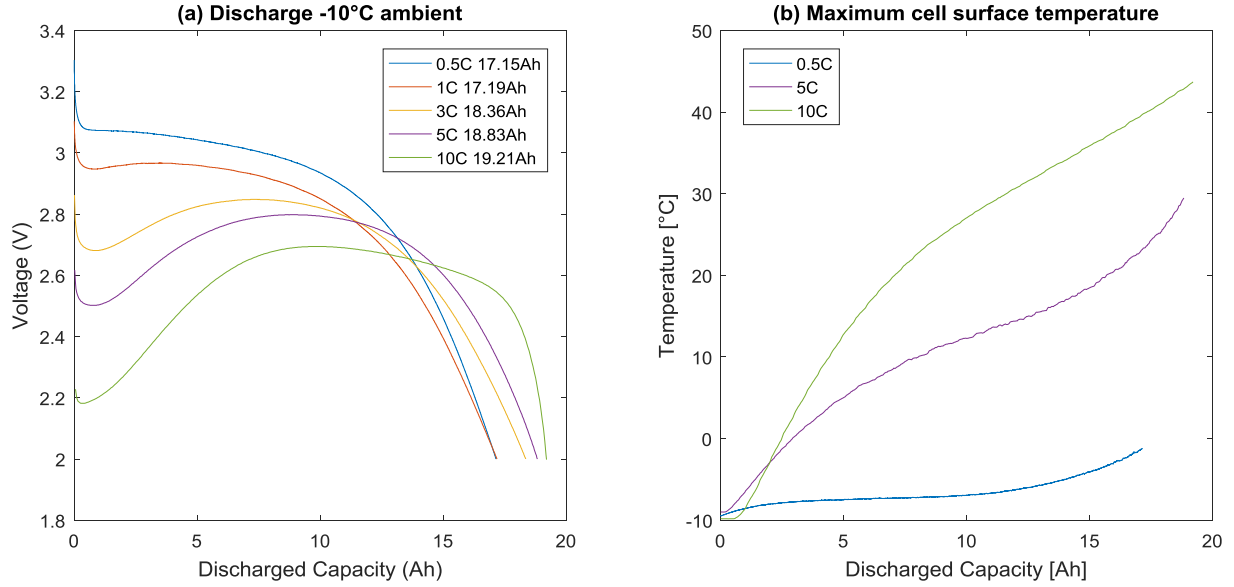 (a) Discharge -10°C ambient
3.4
3.2
3
2.8
2.6
2.4
2.2
2
1.8
Voltage (V)
0.5C 17.15Ah
1C 17.19Ah
3C 18.36Ah
5C 18.83Ah
10C 19.21Ah
0 5 10 15 20
Discharged Capacity (Ah)
(b) Maximum cell surface temperature
50
40
30
20
10
0
-10
Temperature [°C]
0.5C
5C
10C
0 5 10 15 20
Discharged Capacity [Ah]